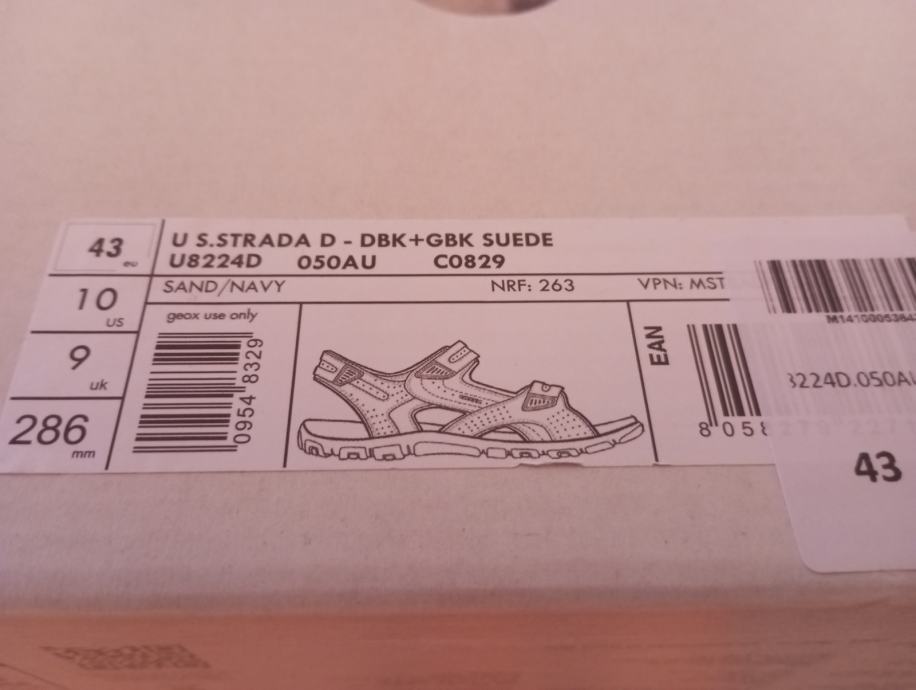 43 eu
U S.STRADA D - DBK+GBK SUEDE
U8224D 050AU C0829
10 US
SAND/NAVY NRF: 263 VPN: MST
geox use only
9 uk
286 mm
0954 8329
EAN
8 058
3224D.050AU
43